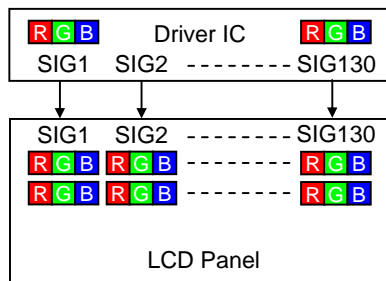 R G B Driver IC R G B
SIG1 SIG2 -------- SIG130
SIG1 SIG2 -------- SIG130
R G B R G B -------- R G B
R G B R G B -------- R G B
LCD Panel